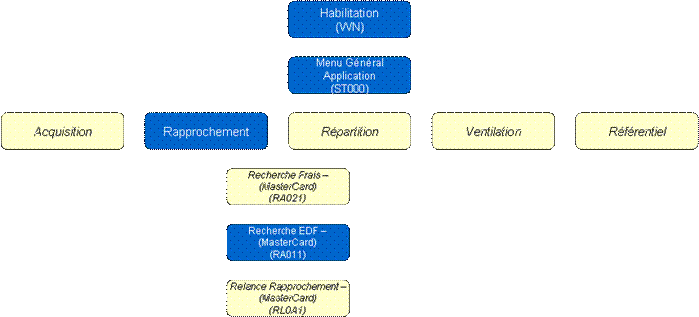 Habilitation
(WN)
Menu Général
Application
(ST000)
Acquisition
Rapprochement
Répartition
Ventilation
Référentiel
Recherche Frais –
(MasterCard)
(RA021)
Recherche EDF –
(MasterCard)
(RA011)
Relance Rapprochement –
(MasterCard)
(RL0A1)